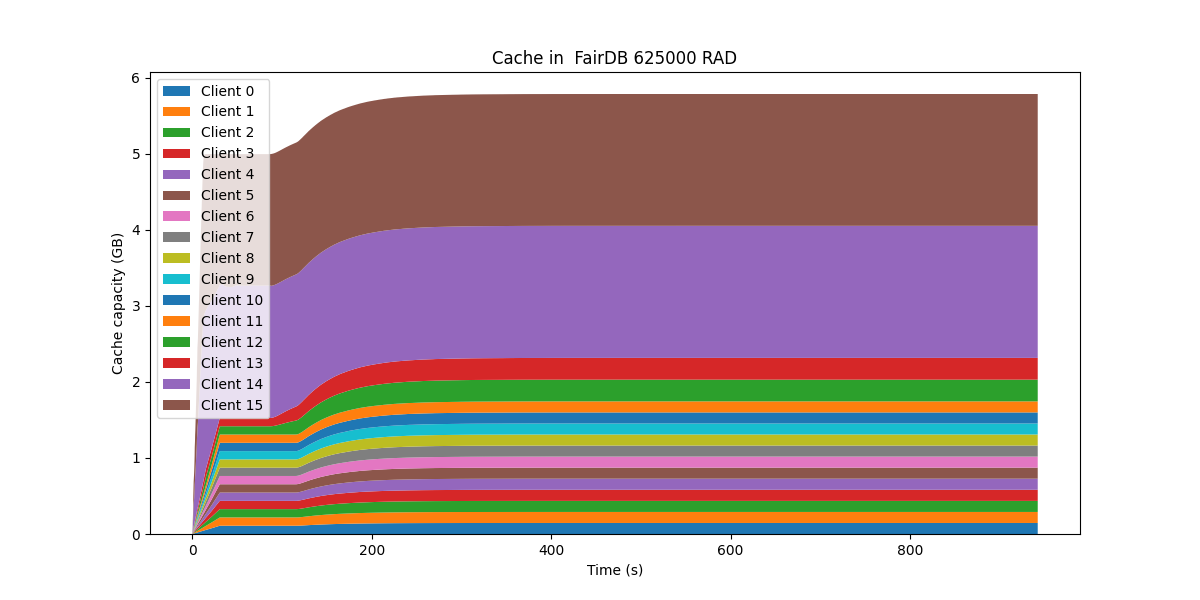 Cache in  FairDB 625000 RAD
Cache capacity (GB)
6
5
4
3
2
1
0
Client 0
Client 1
Client 2
Client 3
Client 4
Client 5
Client 6
Client 7
Client 8
Client 9
Client 10
Client 11
Client 12
Client 13
Client 14
Client 15
0 200 400 600 800
Time (s)